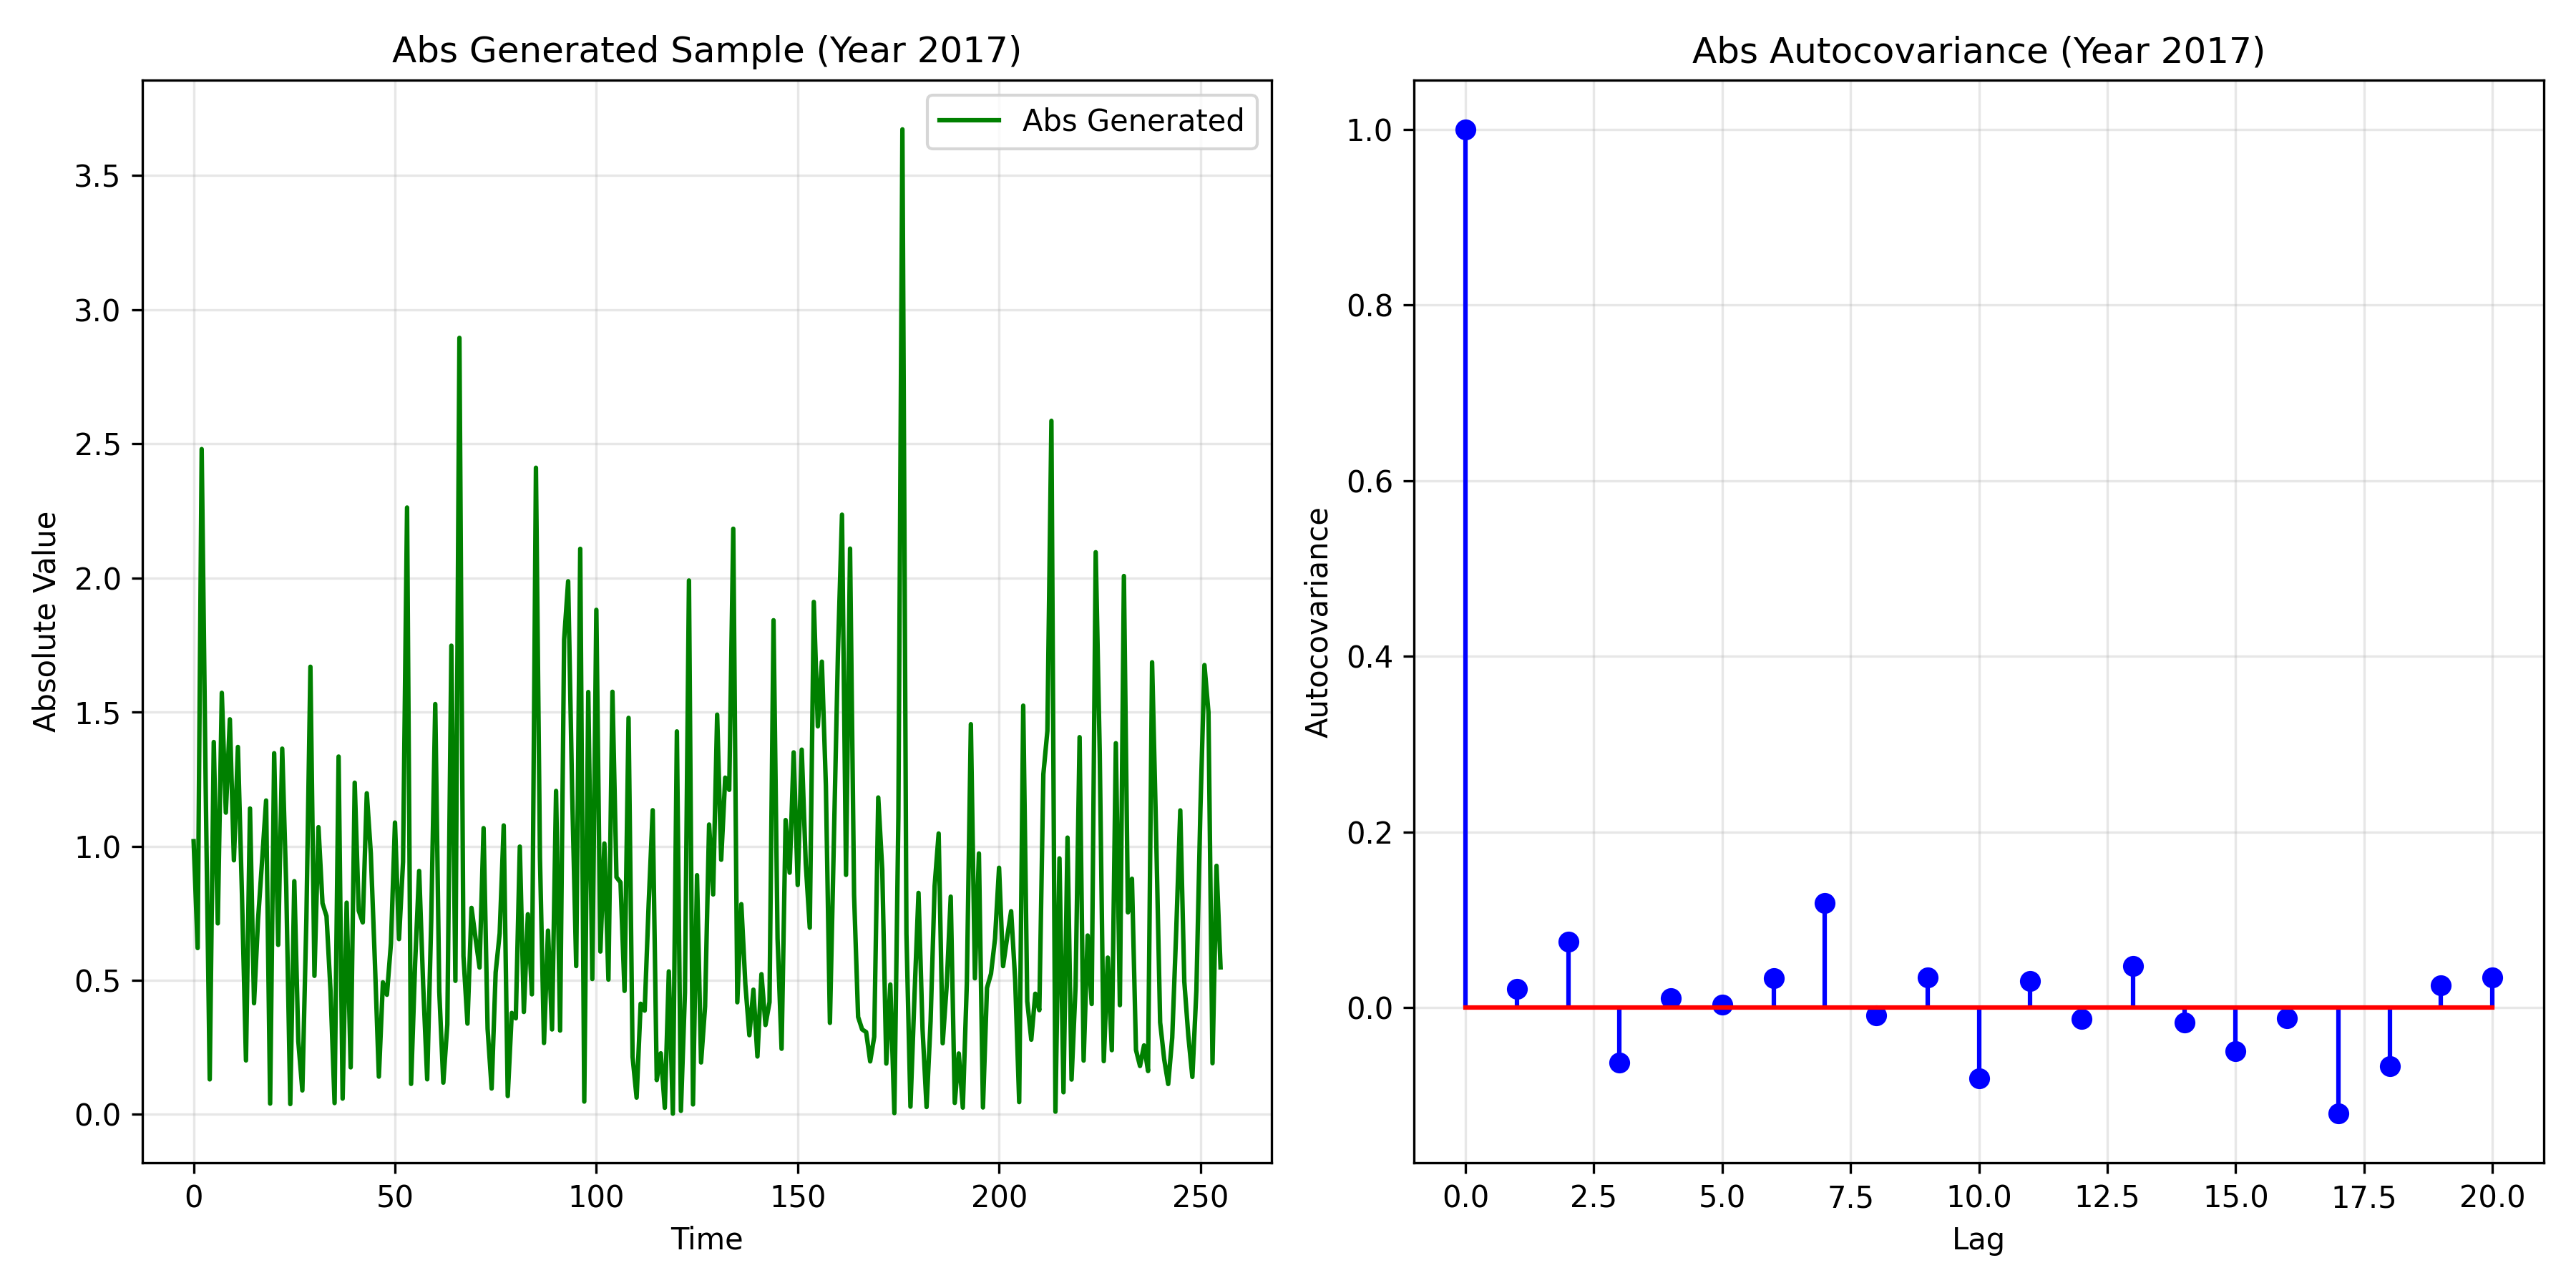 Abs Generated Sample (Year 2017)
Abs Generated
Absolute Value
3.5
3.0
2.5
2.0
1.5
1.0
0.5
0.0
0 50 100 150 200 250
Time
Abs Autocovariance (Year 2017)
Autocovariance
1.0
0.8
0.6
0.4
0.2
0.0
0.0 2.5 5.0 7.5 10.0 12.5 15.0 17.5 20.0
Lag